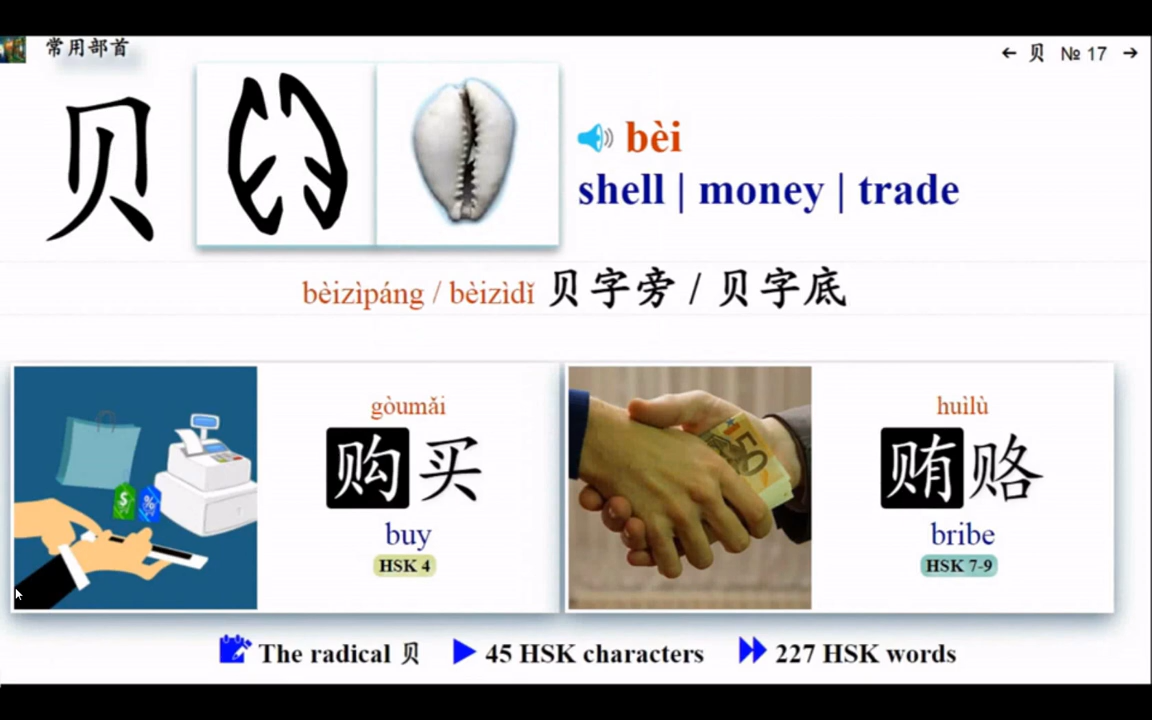 常用部首
← 贝 № 17 →
贝
bèi
shell | money | trade
bèizìpáng / bèizìdǐ 贝字旁 / 贝字底
gòumǎi
购买
buy
HSK 4
$
%
50
huìlù
贿赂
bribe
HSK 7-9
The radical 贝
45 HSK characters
227 HSK words